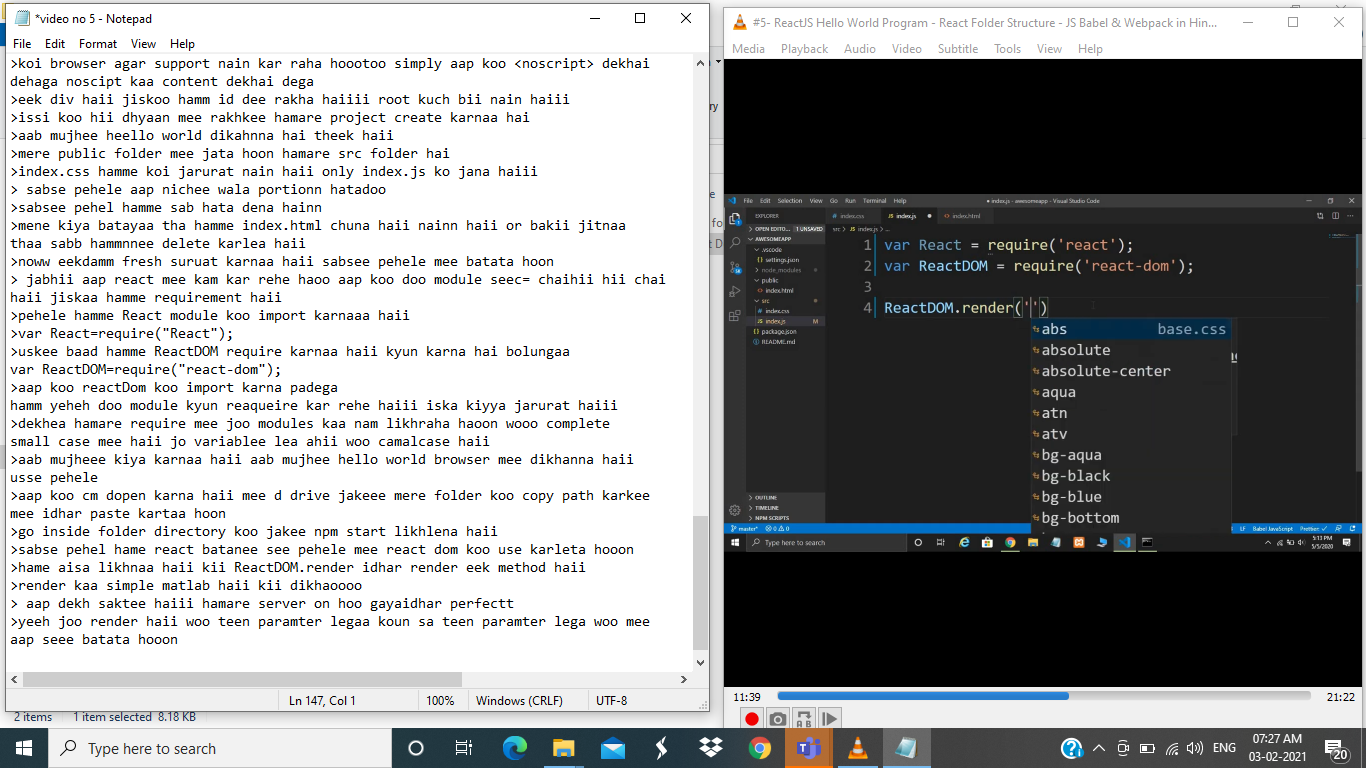 *video no 5 - Notepad
File Edit Format View Help
>koi browser agar support nain kar raha hoootoo simply aap koo <noscript> dekhai
dehaga noscipt kaa content dekhai dega
>eek div haii jiskoo hamm id dee rakha haiiii root kuch bii nain haiii
>issi koo hii dhyaan mee rakhkee hamare project create karnaa hai
>aab mujhee heello world dikahnna hai theek haii
>mere public folder mee jata hoon hamare src folder hai
>index.css hamme koi jarurat nain haii only index.js ko jana haiii
> sabse pehele aap nichee wala portionn hatadoo
>sabsee pehel hamme sab hata dena hainn
>mene kiya batayaa tha hamme index.html chuna haii nainn haii or bakii jitnaa
thaa sabb hammnnee delete karlea haii
>noww eekdamm fresh suruat karnaa haii sabsee pehele mee batata hoon
> jabhii aap react mee kam kar rehe haoo aap koo doo module seec= chaihii hii chai
haii jiskaa hamme requirement haii
>pehele hamme React module koo import karnaaa haii
>var React=require("React");
>uskee baad hamme ReactDOM require karnaa haii kyun karna hai bolungaa
var ReactDOM=require("react-dom");
>aap koo reactDom koo import karna padega
hamm yeheh doo module kyun reaqueire kar rehe haiii iska kiyya jarurat haiii
>dekhea hamare require mee joo modules kaa nam likhraha haoon wooo complete
small case mee haii jo variablee lea ahii woo camalcase haii
>aab mujheee kiya karnaa haii aab mujhee hello world browser mee dikhanna haii
usse pehele
>aap koo cm dopen karna haii mee d drive jakeee mere folder koo copy path karkee
mee idhar paste kartaa hoon
>go inside folder directory koo jakee npm start likhlena haii
>sabse pehel hame react batanee see pehele mee react dom koo use karleta hooon
>hame aisa likhnaa haii kii ReactDOM.render idhar render eek method haii
>render kaa simple matlab haii kii dikhaoooo
> aap dekh saktee haiii hamare server on hoo gayaidhar perfectt
>yeeh joo render haii woo teen paramter legaa koun sa teen paramter lega woo mee
aap seee batata hooon
Ln 147, Col 1 100% Windows (CRLF) UTF-8
2 items 1 item selected 8.18 KB
#5- ReactJS Hello World Program - React Folder Structure - JS Babel & Webpack in Hin...
Media Playback Audio Video Subtitle Tools View Help
File Edit Selection View Go Run Terminal Help
● index.js - awesomeapp - Visual Studio Code
EXPLORER
index.css index.js index.html
OPEN EDITO... 1 UNSAVED
src > JS index.js > ...
AWESOMEAPP
.vscode
settings.json
node_modules
public
index.html
src
index.css
JS index.js M
package.json
README.md
1 var React = require('react');
2 var ReactDOM = require('react-dom');
3
4 ReactDOM.render('')
abs base.css
absolute
absolute-center
aqua
atn
atv
bg-aqua
bg-black
bg-blue
bg-bottom
OUTLINE
TIMELINE
NPM SCRIPTS
master* 0 0
LF Babel JavaScript Prettier: ✓
Type here to search
5:13 PM
5/5/2020
11:39 21:22
Type here to search
ENG
07:27 AM
03-02-2021
20